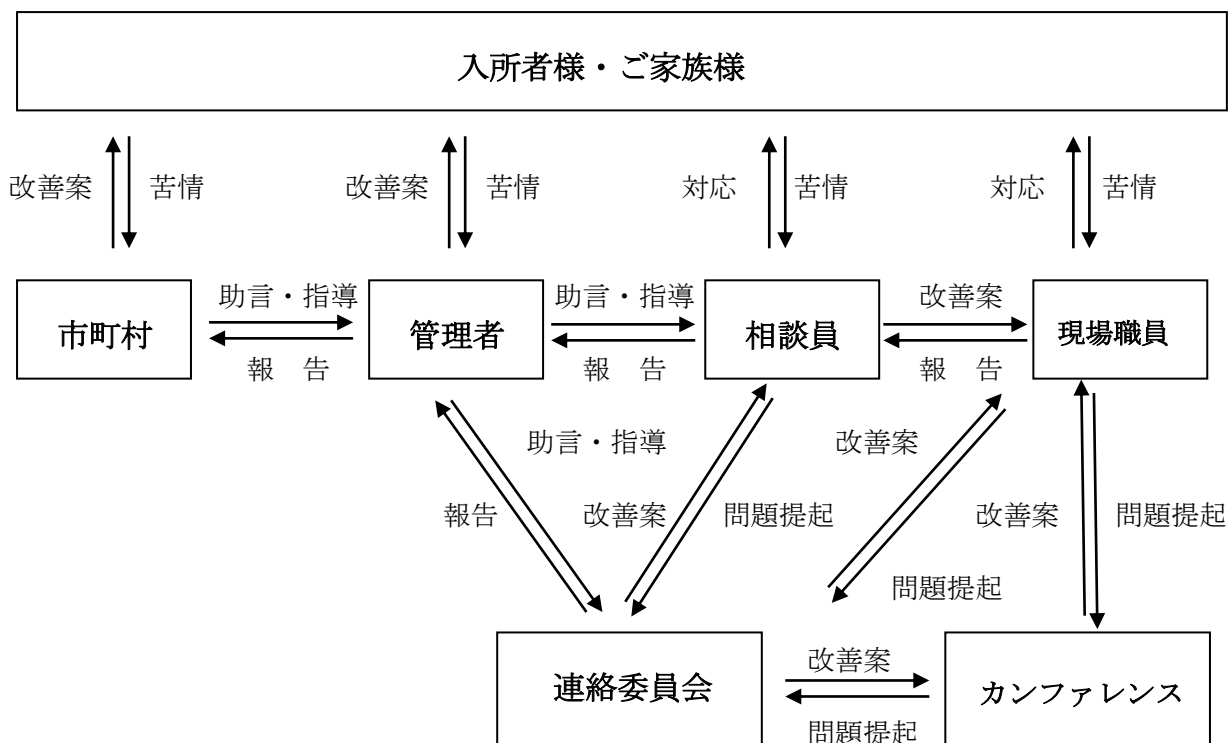 入所者様・ご家族様
改善案 苦情 改善案 苦情 対応 苦情 対応 苦情
助言・指導 助言・指導 改善案
市町村 管理者 相談員 現場職員
報 告 報 告 報 告
助言・指導 改善案
報告 改善案 問題提起 改善案 問題提起
問題提起
改善案
連絡委員会 カンファレンス
問題提起